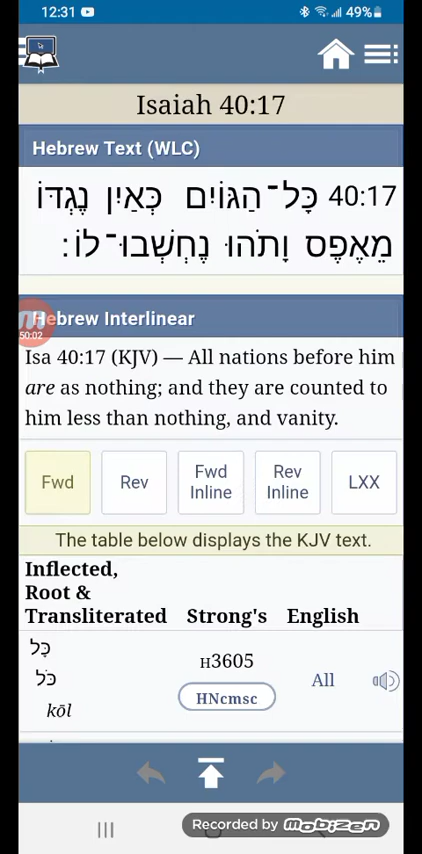 12:31 49%
Isaiah 40:17
Hebrew Text (WLC)
40:17 כָּל־הַגּוֹיִם כְּאַיִן נֶגְדּוֹ
מֵאֶפֶס וָתֹהוּ נֶחְשְׁבוּ־לוֹ׃
Hebrew Interlinear
50:02
Isa 40:17 (KJV) — All nations before him
are as nothing; and they are counted to
him less than nothing, and vanity.
Fwd
Rev
Fwd
Inline
Rev
Inline
LXX
The table below displays the KJV text.
Inflected,
Root &
Transliterated Strong's English
כָּל
כֹּל
kōl
H3605
HNcmsc
All
Recorded by mobizen